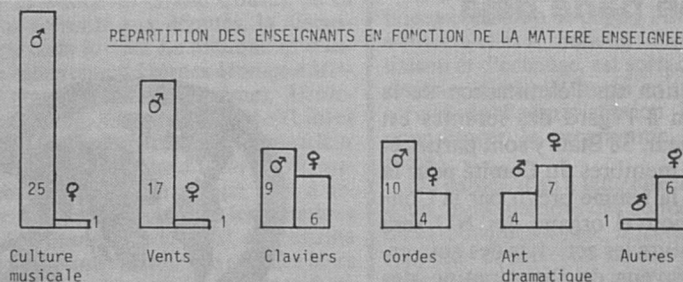 REPARTITION DES ENSEIGNANTS EN FONCTION DE LA MATIERE ENSEIGNEE
♂ ♂ ♂ ♀ ♂ ♀ ♂ ♀ ♀
25 ♀ 1 17 ♀ 1 9 6 10 4 4 7 1 ♂ 6
Culture musicale
Vents
Claviers
Cordes
Art dramatique
Autres